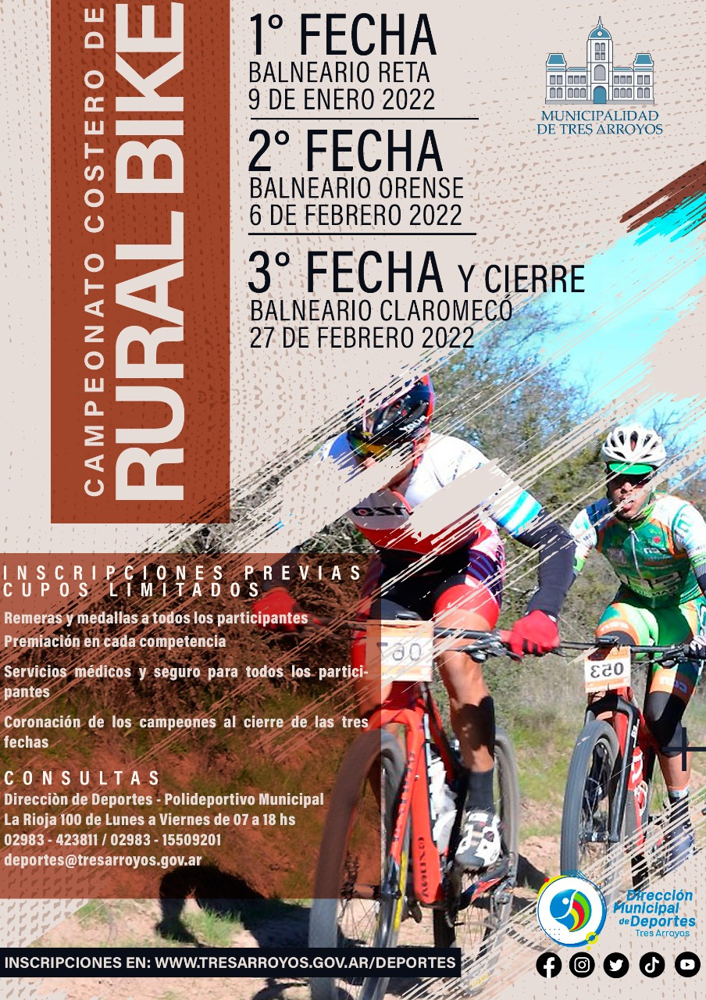 CAMPEONATO COSTERO DE
RURAL BIKE
1° FECHA
BALNEARIO RETA
9 DE ENERO 2022
2° FECHA
BALNEARIO ORENSE
6 DE FEBRERO 2022
3° FECHA Y CIERRE
BALNEARIO CLAROMECÓ
27 DE FEBRERO 2022
MUNICIPALIDAD
DE TRES ARROYOS
INSCRIPCIONES PREVIAS
CUPOS LIMITADOS
Remeras y medallas a todos los participantes
Premiación en cada competencia
Servicios médicos y seguro para todos los partici-
pantes
Coronación de los campeones al cierre de las tres
fechas
CONSULTAS
Direcciòn de Deportes - Polideportivo Municipal
La Rioja 100 de Lunes a Viernes de 07 a 18 hs
02983 - 423811 / 02983 - 15509201
deportes@tresarroyos.gov.ar
067
053
Dirección
Municipal
de Deportes
Tres Arroyos
INSCRIPCIONES EN: WWW.TRESARROYOS.GOV.AR/DEPORTES